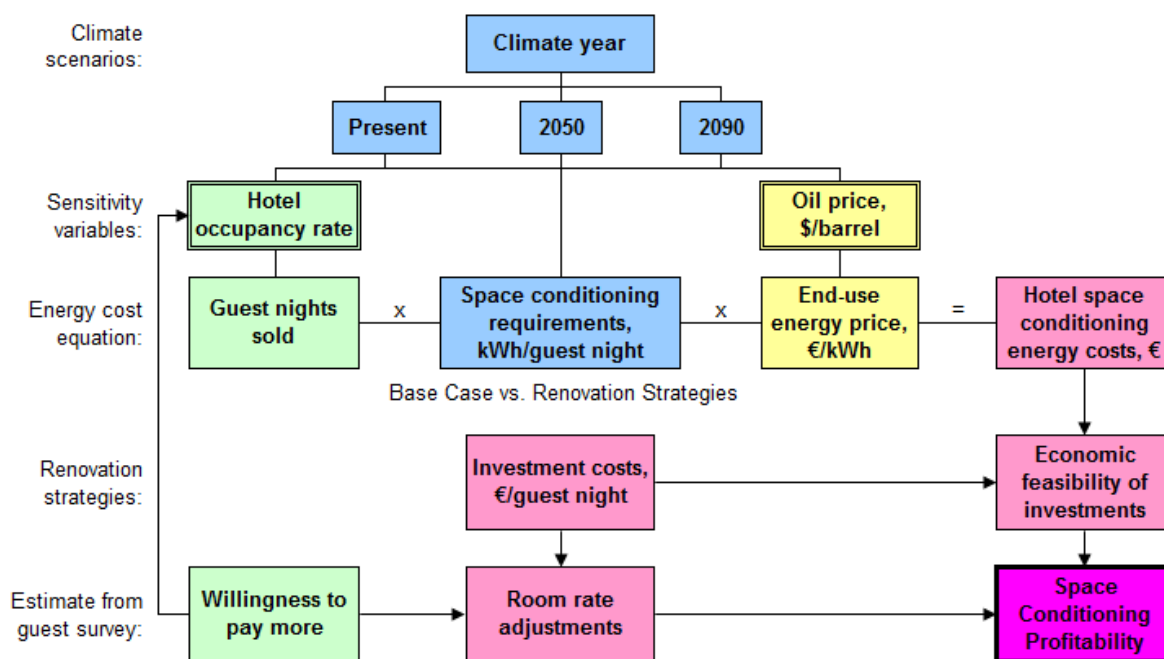 Climate
scenarios:
Climate year
Present
2050
2090
Sensitivity
variables:
Hotel
occupancy rate
Oil price,
$/barrel
Energy cost
equation:
Guest nights
sold
x
Space conditioning
requirements,
kWh/guest night
x
End-use
energy price,
€/kWh
=
Hotel space
conditioning
energy costs, €
Base Case vs. Renovation Strategies
Renovation
strategies:
Investment costs,
€/guest night
Economic
feasibility of
investments
Estimate from
guest survey:
Willingness to
pay more
Room rate
adjustments
Space
Conditioning
Profitability